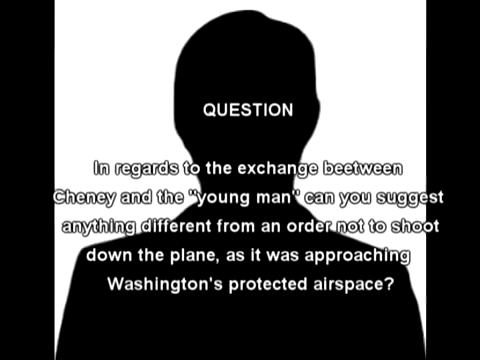 QUESTION
In regards to the exchange beetween
Cheney and the "young man" can you suggest
anything different from an order not to shoot
down the plane, as it was approaching
Washington's protected airspace?